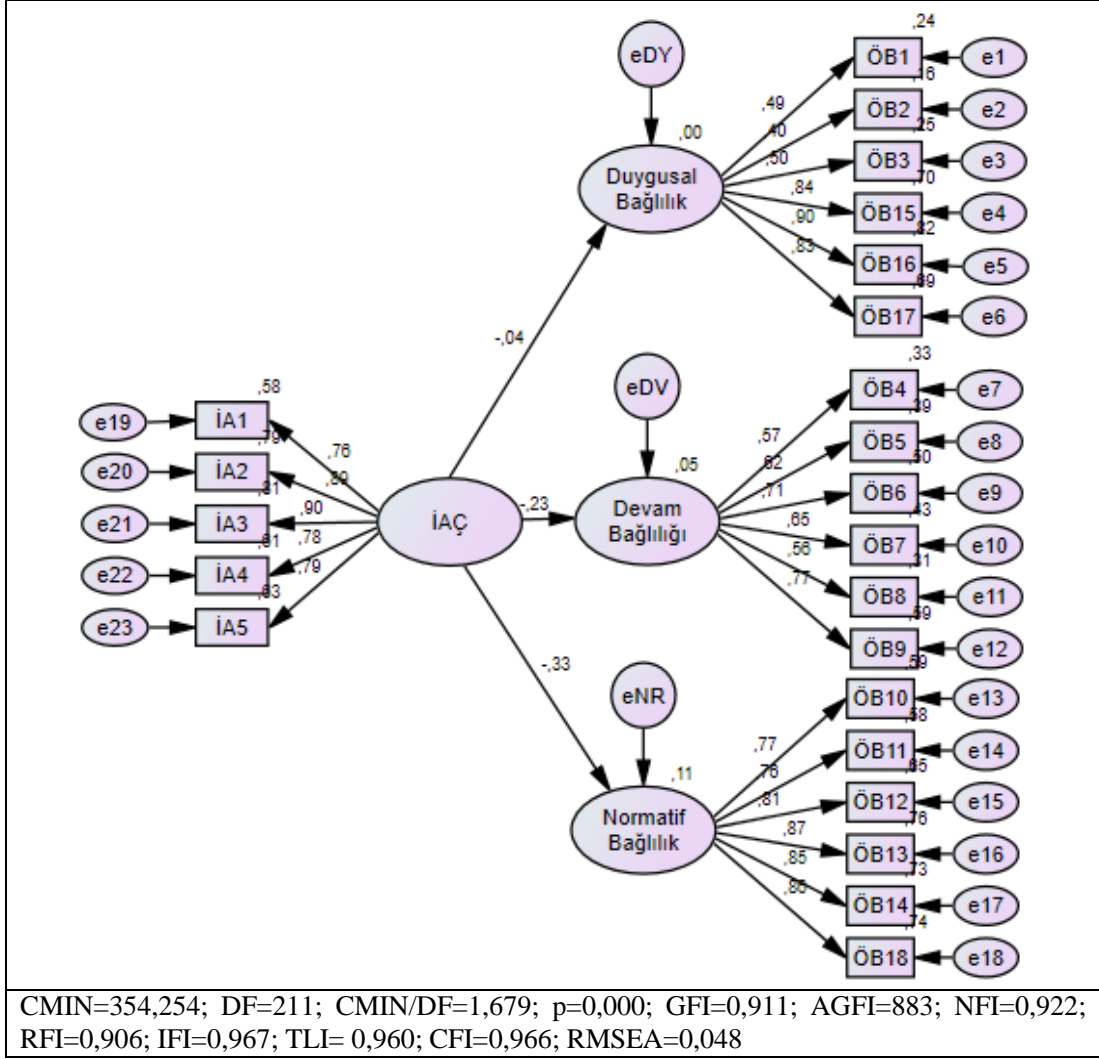 eDY
,00
Duygusal
Bağlılık
,24
ÖB1
e1
,49
,16
ÖB2
e2
,40
,25
ÖB3
e3
,50
,70
ÖB15
e4
,84
,82
ÖB16
e5
,90
,69
ÖB17
e6
,83
-,04
eDV
,05
Devam
Bağlılığı
,33
ÖB4
e7
,57
,39
ÖB5
e8
,62
,50
ÖB6
e9
,71
,43
ÖB7
e10
,65
,31
ÖB8
e11
,56
,59
ÖB9
e12
,77
,58
e19
İA1
,76
,79
e20
İA2
,89
,81
e21
İA3
,90
,61
e22
İA4
,78
,63
e23
İA5
,79
İAÇ
-,23
-,33
eNR
,11
Normatif
Bağlılık
,59
ÖB10
e13
,77
,58
ÖB11
e14
,76
,65
ÖB12
e15
,81
,76
ÖB13
e16
,87
,73
ÖB14
e17
,85
,74
ÖB18
e18
,86
CMIN=354,254; DF=211; CMIN/DF=1,679; p=0,000; GFI=0,911; AGFI=883; NFI=0,922;
RFI=0,906; IFI=0,967; TLI= 0,960; CFI=0,966; RMSEA=0,048